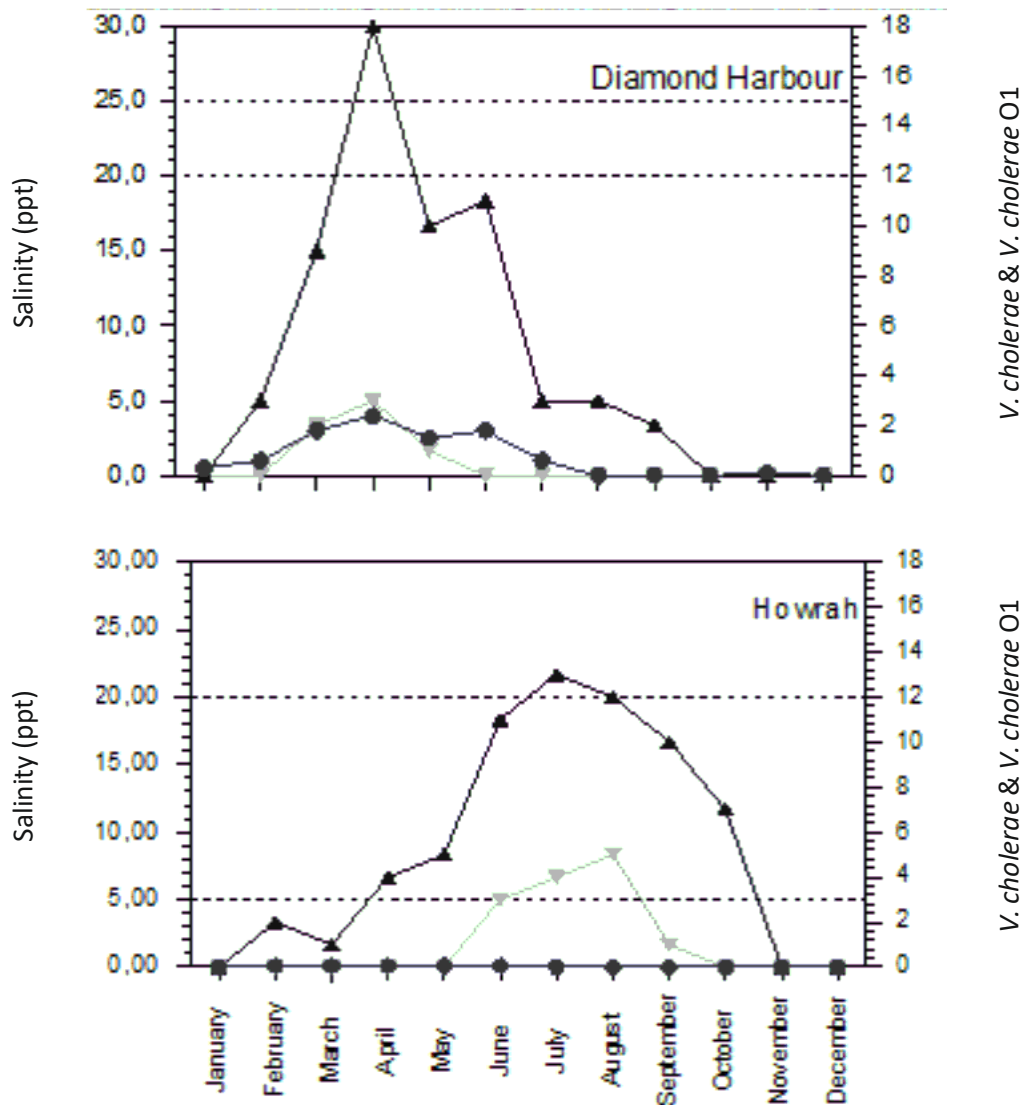 Diamond Harbour
Salinity (ppt)
30,0
25,0
20,0
15,0
10,0
5,0
0,0
18
16
14
12
10
8
6
4
2
0
V. cholerae & V. cholerae O1
Howrah
Salinity (ppt)
30,00
25,00
20,00
15,00
10,00
5,00
0,00
18
16
14
12
10
8
6
4
2
0
V. cholerae & V. cholerae O1
January
February
March
April
May
June
July
August
September
October
November
December